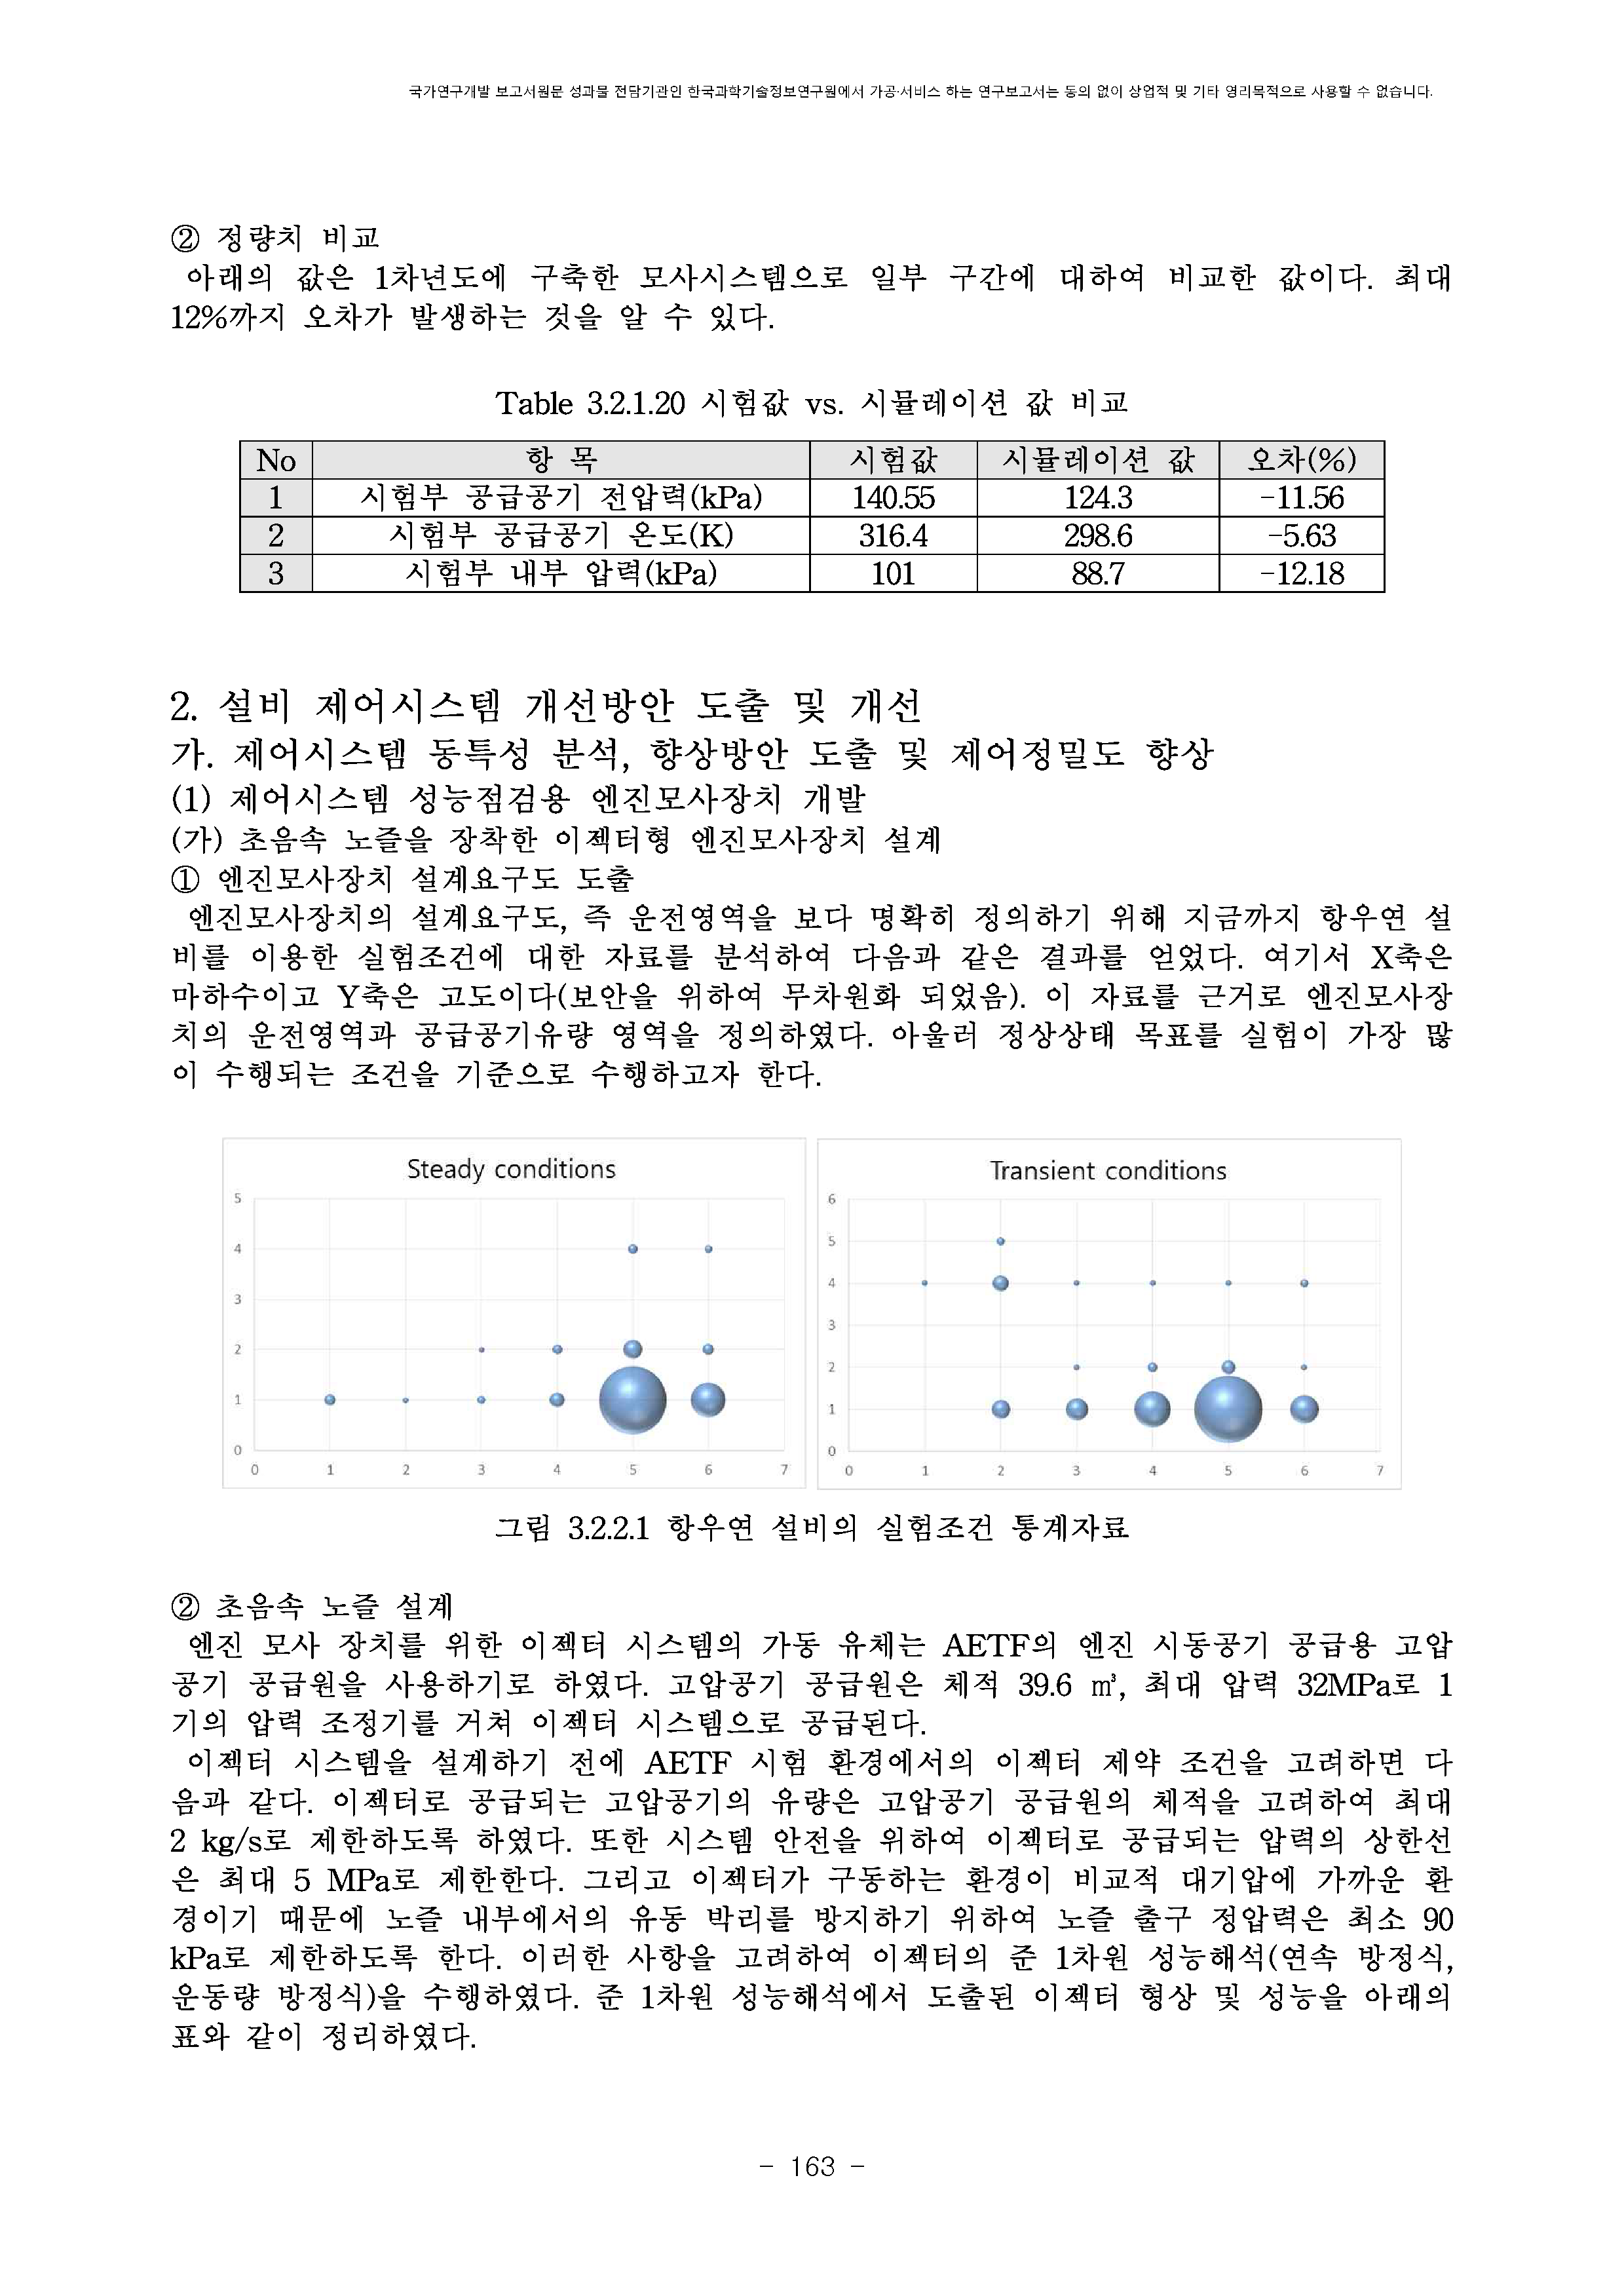 국가연구개발 보고서원문 성과물 전담기관인 한국과학기술정보연구원에서 가공·서비스 하는 연구보고서는 동의 없이 상업적 및 기타 영리목적으로 사용할 수 없습니다.
② 정량치 비교
아래의 값은 1차년도에 구축한 모사시스템으로 일부 구간에 대하여 비교한 값이다. 최대
12%까지 오차가 발생하는 것을 알 수 있다.
Table 3.2.1.20 시험값 vs. 시뮬레이션 값 비교
No 항 목 시험값 시뮬레이션 값 오차(%)
1 시험부 공급공기 전압력(kPa) 140.55 124.3 -11.56
2 시험부 공급공기 온도(K) 316.4 298.6 -5.63
3 시험부 내부 압력(kPa) 101 88.7 -12.18
2. 설비 제어시스템 개선방안 도출 및 개선
가. 제어시스템 동특성 분석, 향상방안 도출 및 제어정밀도 향상
(1) 제어시스템 성능점검용 엔진모사장치 개발
(가) 초음속 노즐을 장착한 이젝터형 엔진모사장치 설계
① 엔진모사장치 설계요구도 도출
엔진모사장치의 설계요구도, 즉 운전영역을 보다 명확히 정의하기 위해 지금까지 항우연 설
비를 이용한 실험조건에 대한 자료를 분석하여 다음과 같은 결과를 얻었다. 여기서 X축은
마하수이고 Y축은 고도이다(보안을 위하여 무차원화 되었음). 이 자료를 근거로 엔진모사장
치의 운전영역과 공급공기유량 영역을 정의하였다. 아울러 정상상태 목표를 실험이 가장 많
이 수행되는 조건을 기준으로 수행하고자 한다.
Steady conditions
5
4
3
2
1
0
0 1 2 3 4 5 6 7
Transient conditions
6
5
4
3
2
1
0
0 1 2 3 4 5 6 7
그림 3.2.2.1 항우연 설비의 실험조건 통계자료
② 초음속 노즐 설계
엔진 모사 장치를 위한 이젝터 시스템의 가동 유체는 AETF의 엔진 시동공기 공급용 고압
공기 공급원을 사용하기로 하였다. 고압공기 공급원은 체적 39.6 ㎥, 최대 압력 32MPa로 1
기의 압력 조정기를 거쳐 이젝터 시스템으로 공급된다.
이젝터 시스템을 설계하기 전에 AETF 시험 환경에서의 이젝터 제약 조건을 고려하면 다
음과 같다. 이젝터로 공급되는 고압공기의 유량은 고압공기 공급원의 체적을 고려하여 최대
2 kg/s로 제한하도록 하였다. 또한 시스템 안전을 위하여 이젝터로 공급되는 압력의 상한선
은 최대 5 MPa로 제한한다. 그리고 이젝터가 구동하는 환경이 비교적 대기압에 가까운 환
경이기 때문에 노즐 내부에서의 유동 박리를 방지하기 위하여 노즐 출구 정압력은 최소 90
kPa로 제한하도록 한다. 이러한 사항을 고려하여 이젝터의 준 1차원 성능해석(연속 방정식,
운동량 방정식)을 수행하였다. 준 1차원 성능해석에서 도출된 이젝터 형상 및 성능을 아래의
표와 같이 정리하였다.
- 163 -